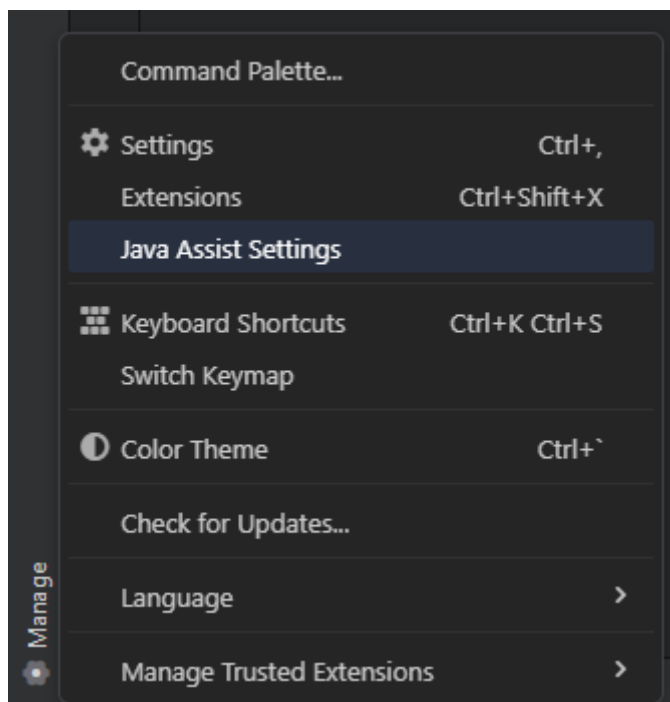 Command Palette...
Settings Ctrl+,
Extensions Ctrl+Shift+X
Java Assist Settings
Keyboard Shortcuts Ctrl+K Ctrl+S
Switch Keymap
Color Theme Ctrl+`
Check for Updates...
Language
Manage Trusted Extensions
Manage